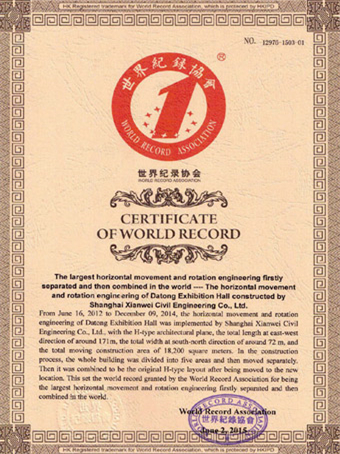 HK Registered trademark for World Record Association, which is protected by HKIPD
NO. 12976-1503-01
®
世界紀錄協會
1
WORLD RECORD ASSOCIATION
世界纪录协会
WORLD RECORD ASSOCIATION
CERTIFICATE
OF WORLD RECORD
The largest horizontal movement and rotation engineering firstly
separated and then combined in the world ---- The horizontal movement
and rotation engineering of Datong Exhibition Hall constructed by
Shanghai Xianwei Civil Engineering Co., Ltd.
From June 16, 2012 to December 09, 2014, the horizontal movement and rotation
engineering of Datong Exhibition Hall was implemented by Shanghai Xianwei Civil
Engineering Co., Ltd., with the H-type architectural plane, the total length at east-west
direction of around 171m, the total width at south-north direction of around 72 m, and
the total moving construction area of 18,200 square meters. In the construction
process, the whole building was divided into five areas and then moved separately.
Then it was combined to be the original H-type layout after being moved to the new
location. This set the world record granted by the World Record Association for being
the largest horizontal movement and rotation engineering firstly separated and then
combined in the world.
World Record Association
世界紀錄協會
June 2, 2015
HK Registered trademark for World Record Association, which is protected by HKIPD